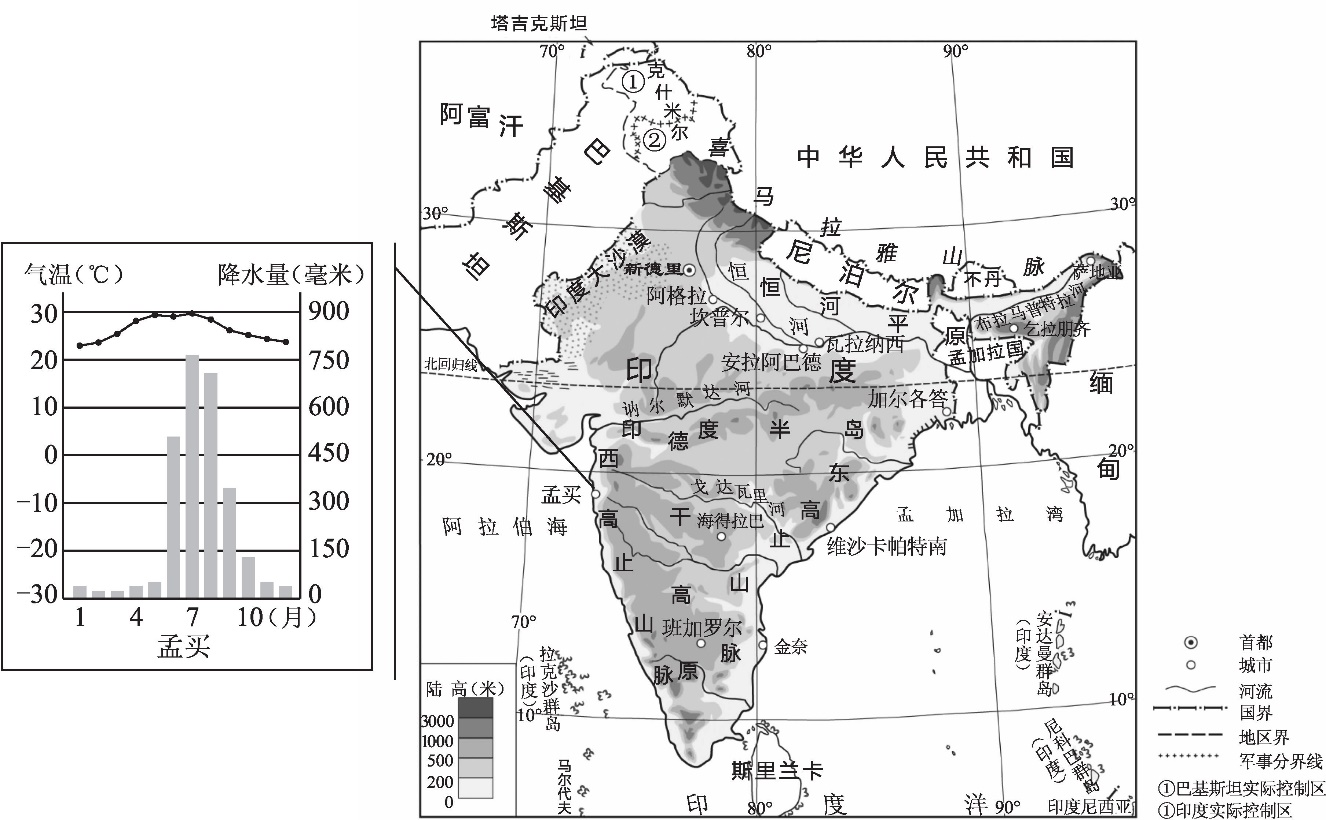 塔吉克斯坦
70°
80°
90°
①
克什米尔
②
阿富汗
巴基斯坦
喜马拉雅山脉
中华人民共和国
30°
30°
印度大沙漠
新德里
尼泊尔
不丹
萨地亚
阿格拉
恒河
恒河平原
布拉马普特拉河
坎普尔
乞拉朋齐
瓦拉纳西
孟加拉国
安拉阿巴德
北回归线
印度
缅甸
讷尔默达河
加尔各答
印度半岛
德
20°
20°
西高止山脉
东高止山脉
孟买
戈达瓦里河
海得拉巴
德干高原
阿拉伯海
孟加拉湾
维沙卡帕特南
班加罗尔
金奈
70°
拉克沙群岛
(印度)
安达曼群岛
(印度)
10°
10°
尼科巴群岛
(印度)
马尔代夫
斯里兰卡
印度洋
80°
90°
印度尼西亚
陆高(米)
3000
1000
500
200
0
气温(℃) 降水量(毫米)
30 900
20 750
10 600
0 450
-10 300
-20 150
-30 0
1 4 7 10(月)
孟买
首都
城市
河流
国界
地区界
军事分界线
①巴基斯坦实际控制区
①印度实际控制区